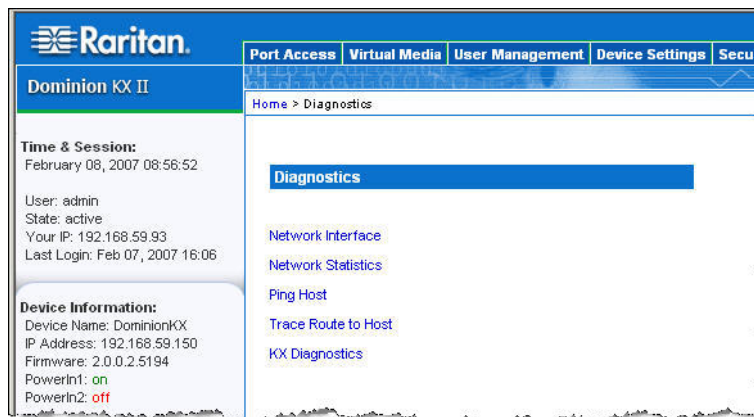 Raritan.
Port Access Virtual Media User Management Device Settings Secu
Dominion KX II
Home > Diagnostics
Time & Session:
February 08, 2007 08:56:52
User: admin
State: active
Your IP: 192.168.59.93
Last Login: Feb 07, 2007 16:06
Device Information:
Device Name: DominionKX
IP Address: 192.168.59.150
Firmware: 2.0.0.2.5194
PowerIn1: on
PowerIn2: off
Diagnostics
Network Interface
Network Statistics
Ping Host
Trace Route to Host
KX Diagnostics